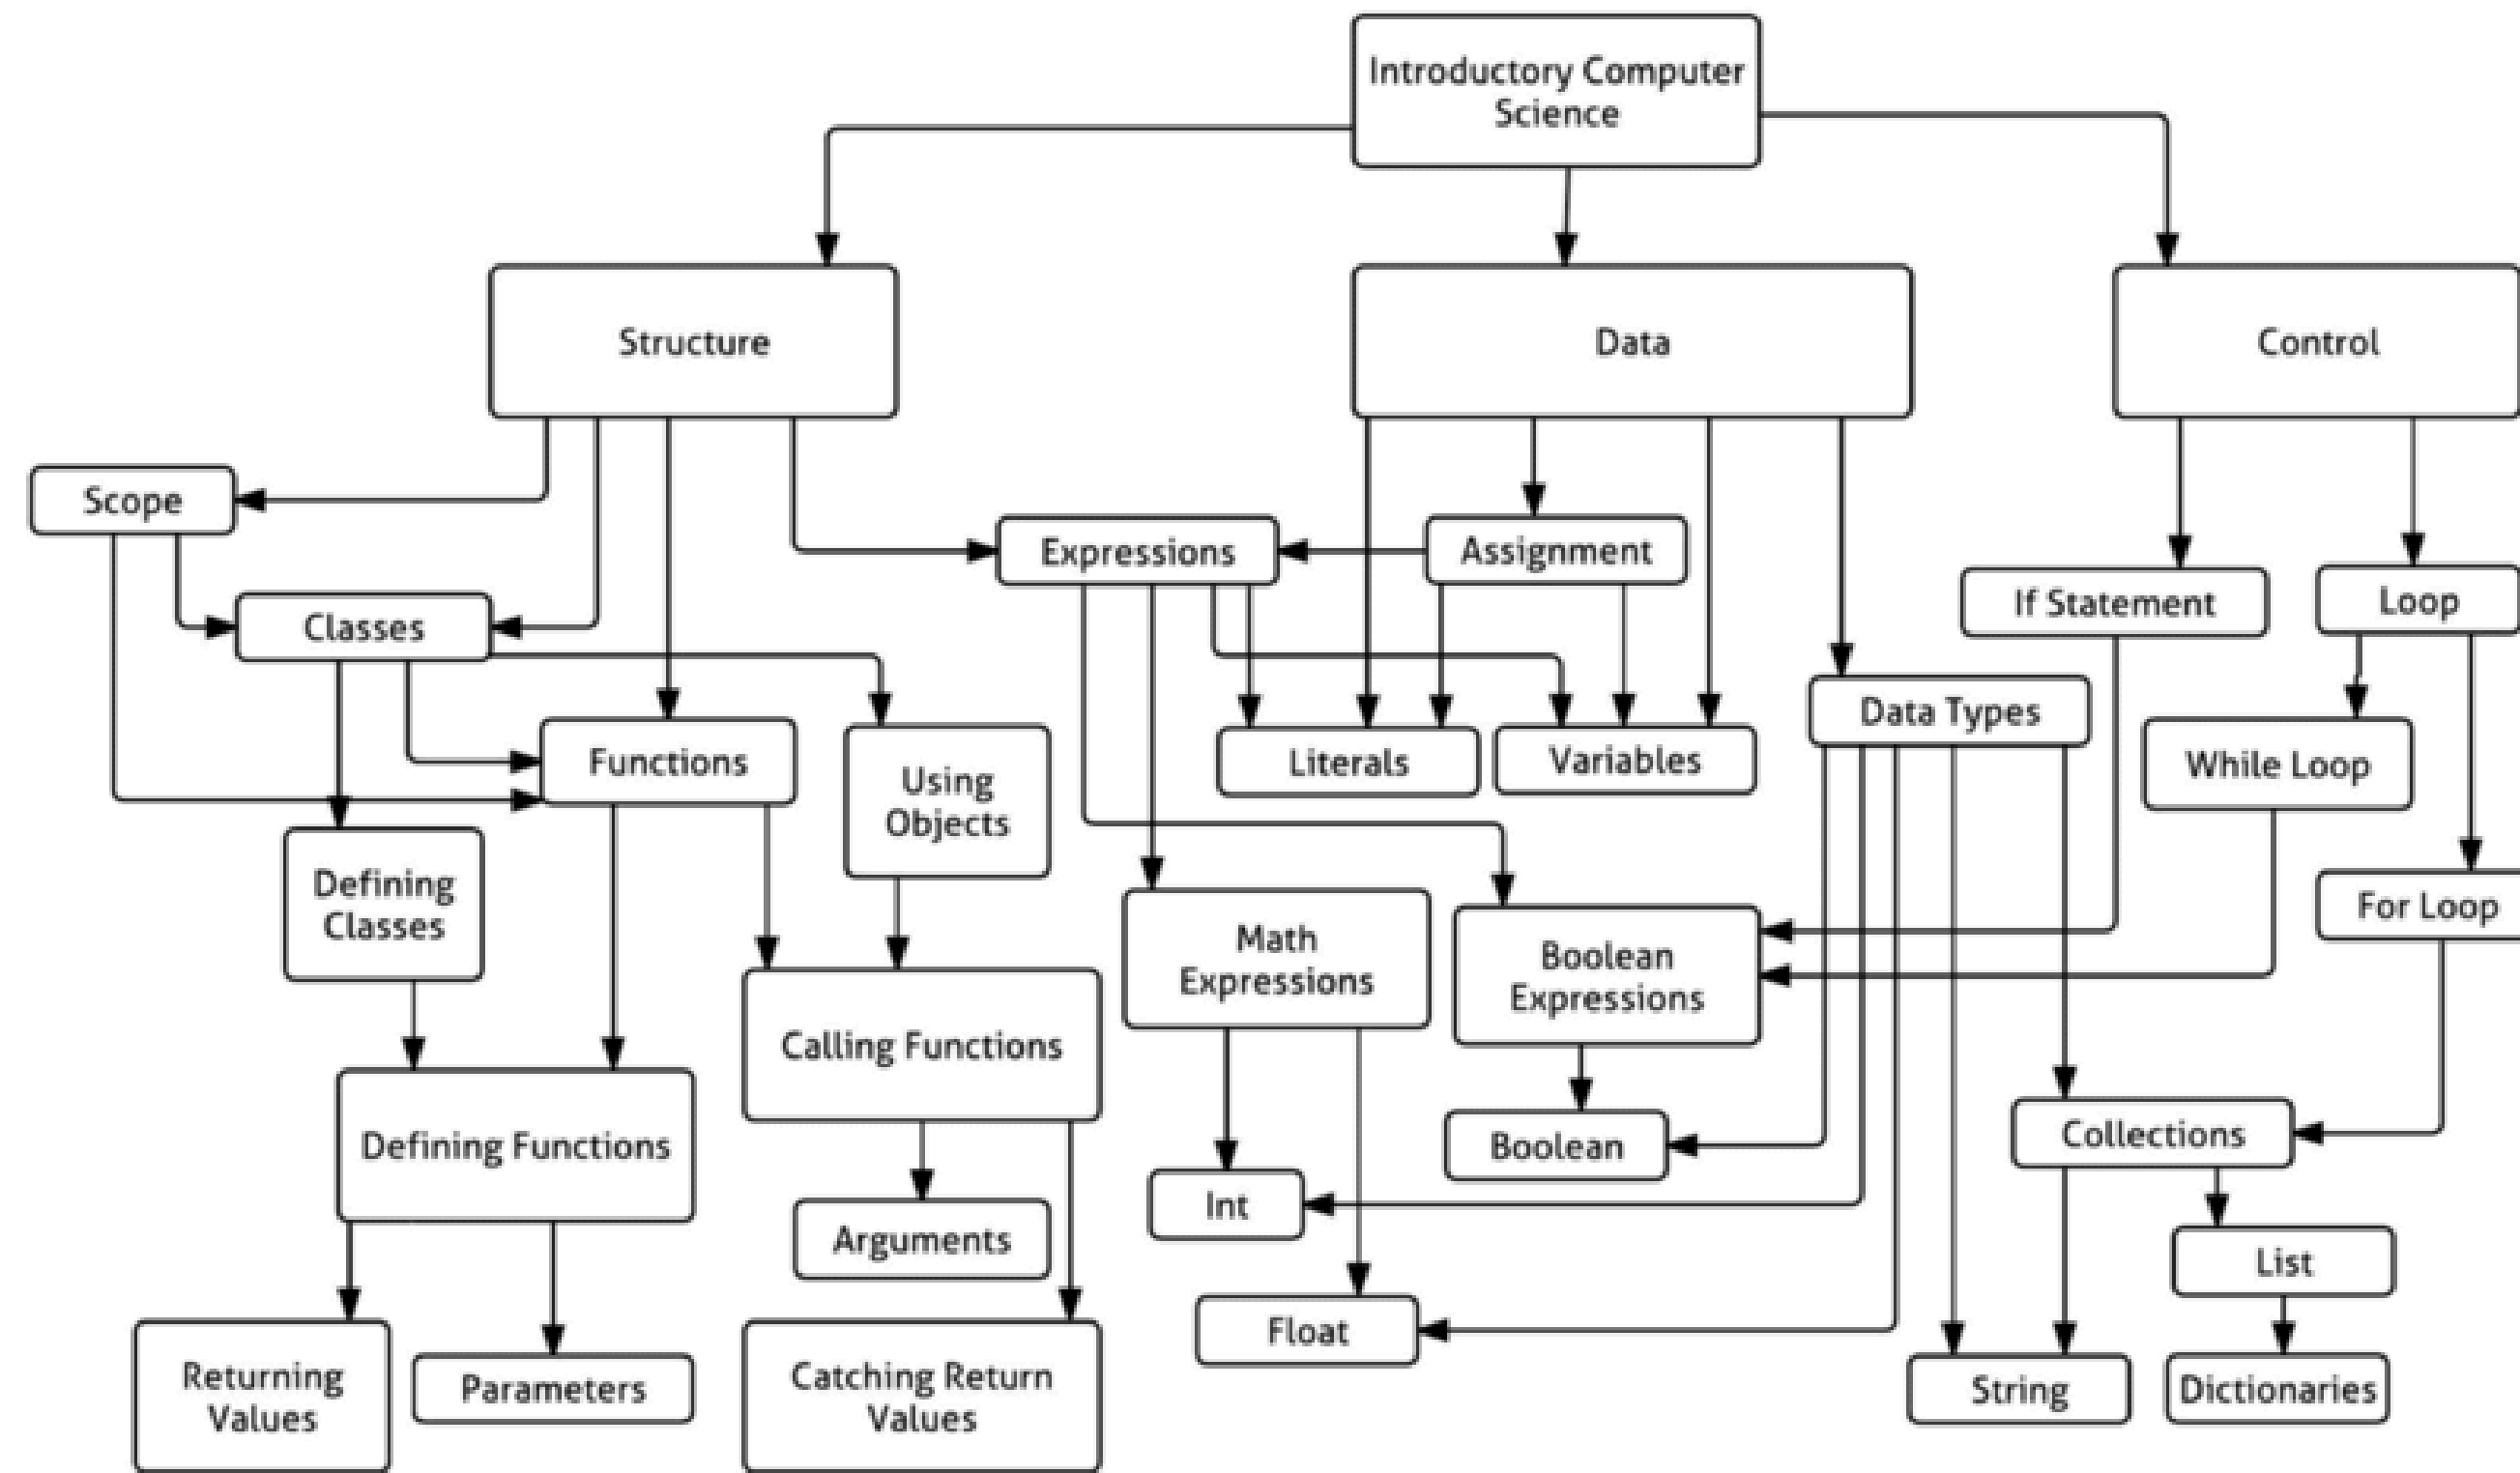 Introductory Computer
Science
Structure
Data
Control
Scope
Expressions
Assignment
If Statement
Loop
Classes
Data Types
Functions
Using
Objects
Literals
Variables
While Loop
Defining
Classes
Math
Expressions
Boolean
Expressions
For Loop
Calling Functions
Defining Functions
Boolean
Collections
Int
Arguments
List
Float
Returning
Values
Parameters
Catching Return
Values
String
Dictionaries